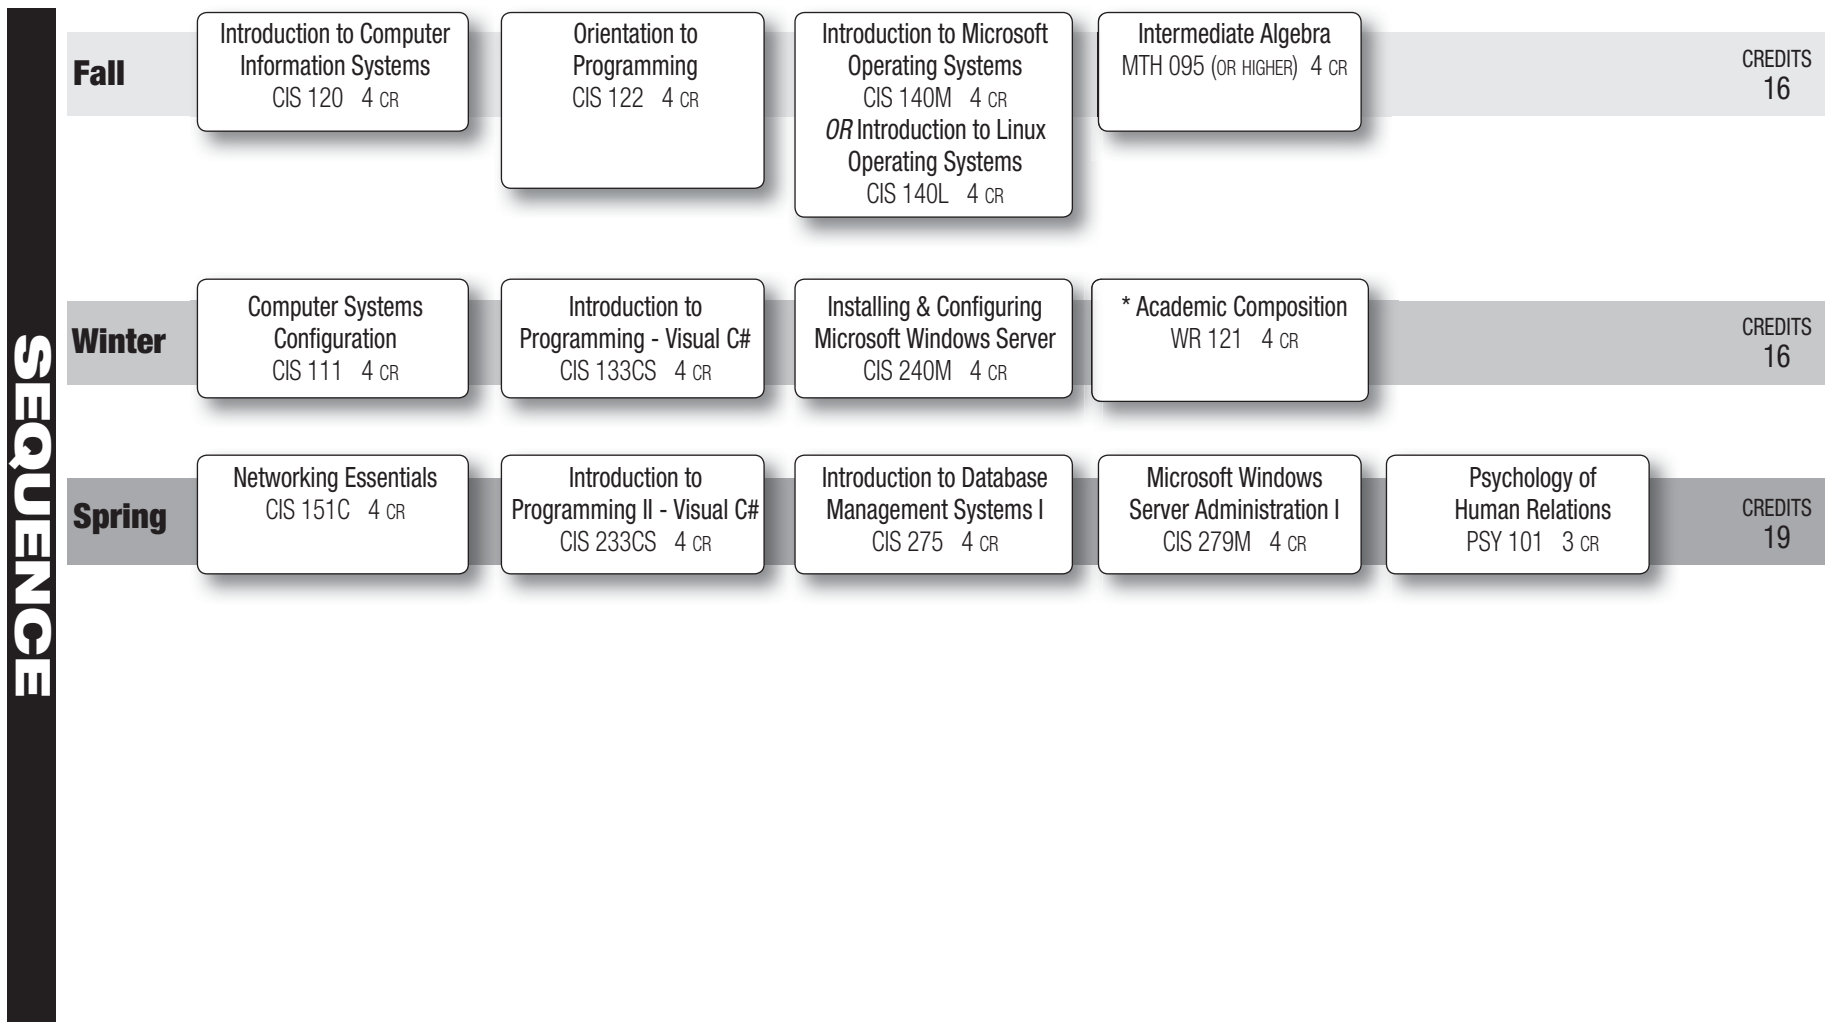 SEQUENCE
Fall
Introduction to Computer
Information Systems
CIS 120 4 CR
Orientation to
Programming
CIS 122 4 CR
Introduction to Microsoft
Operating Systems
CIS 140M 4 CR
OR Introduction to Linux
Operating Systems
CIS 140L 4 CR
Intermediate Algebra
MTH 095 (OR HIGHER) 4 CR
CREDITS
16
Winter
Computer Systems
Configuration
CIS 111 4 CR
Introduction to
Programming - Visual C#
CIS 133CS 4 CR
Installing & Configuring
Microsoft Windows Server
CIS 240M 4 CR
* Academic Composition
WR 121 4 CR
CREDITS
16
Spring
Networking Essentials
CIS 151C 4 CR
Introduction to
Programming II - Visual C#
CIS 233CS 4 CR
Introduction to Database
Management Systems I
CIS 275 4 CR
Microsoft Windows
Server Administration I
CIS 279M 4 CR
Psychology of
Human Relations
PSY 101 3 CR
CREDITS
19